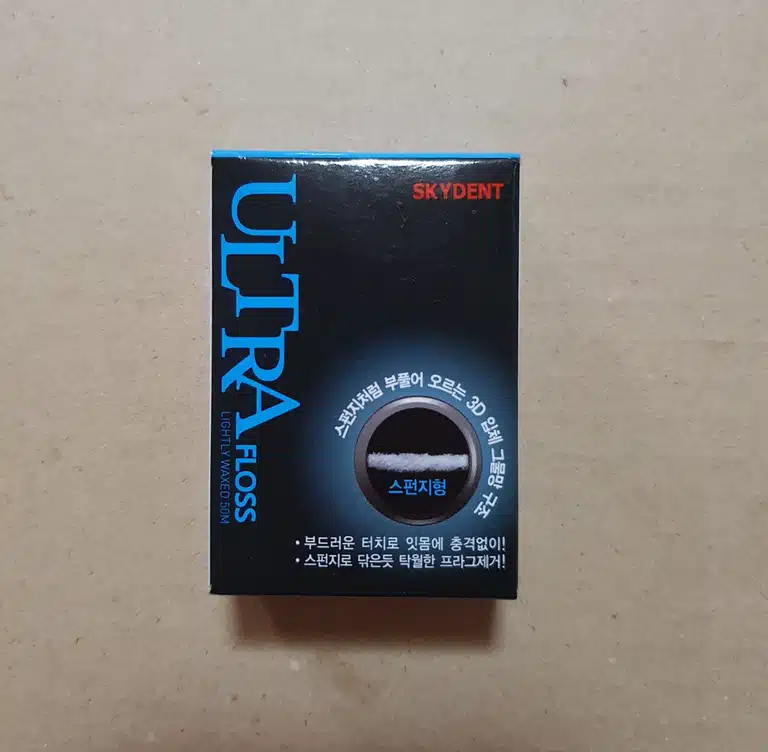 SKYDENT
ULTRA FLOSS
LIGHTLY WAXED 50M
스펀지처럼 부풀어 오르는 3D 입체 그물망 구조
스펀지형
• 부드러운 터치로 잇몸에 충격없이!
• 스펀지로 닦은듯 탁월한 프라그제거!